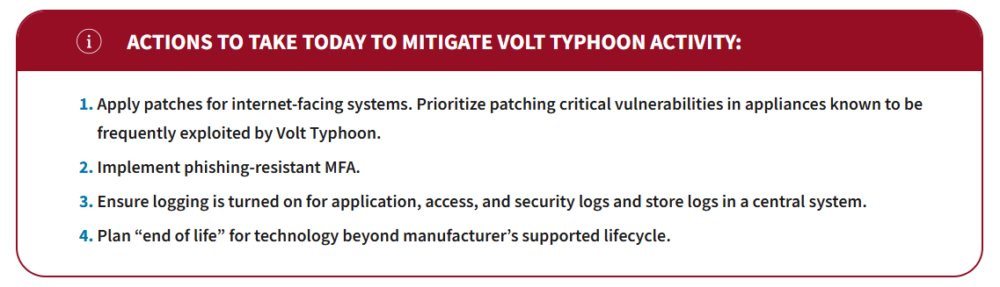 ACTIONS TO TAKE TODAY TO MITIGATE VOLT TYPHOON ACTIVITY:
1. Apply patches for internet-facing systems. Prioritize patching critical vulnerabilities in appliances known to be
frequently exploited by Volt Typhoon.
2. Implement phishing-resistant MFA.
3. Ensure logging is turned on for application, access, and security logs and store logs in a central system.
4. Plan “end of life” for technology beyond manufacturer’s supported lifecycle.